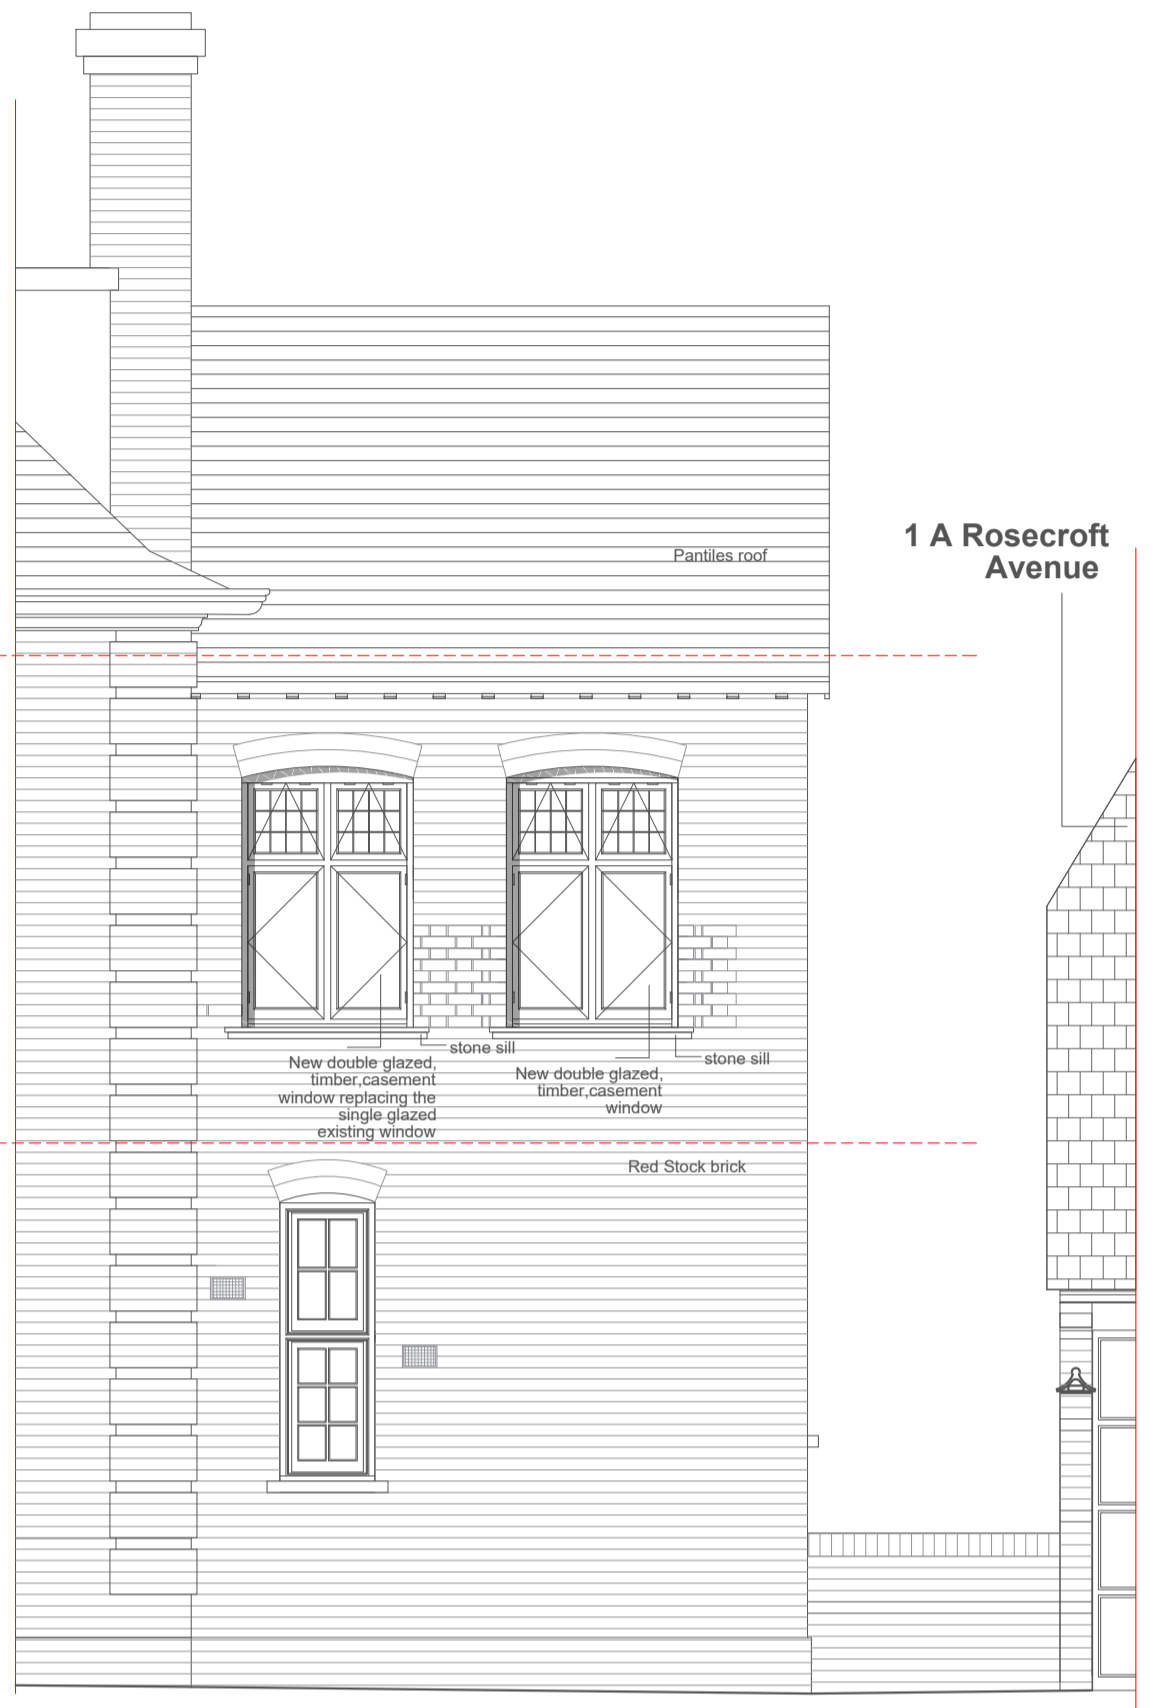 1 A Rosecroft
Avenue
Pantiles roof
stone sill
New double glazed,
timber,casement
window replacing the
single glazed
existing window
stone sill
New double glazed,
timber,casement
window
Red Stock brick